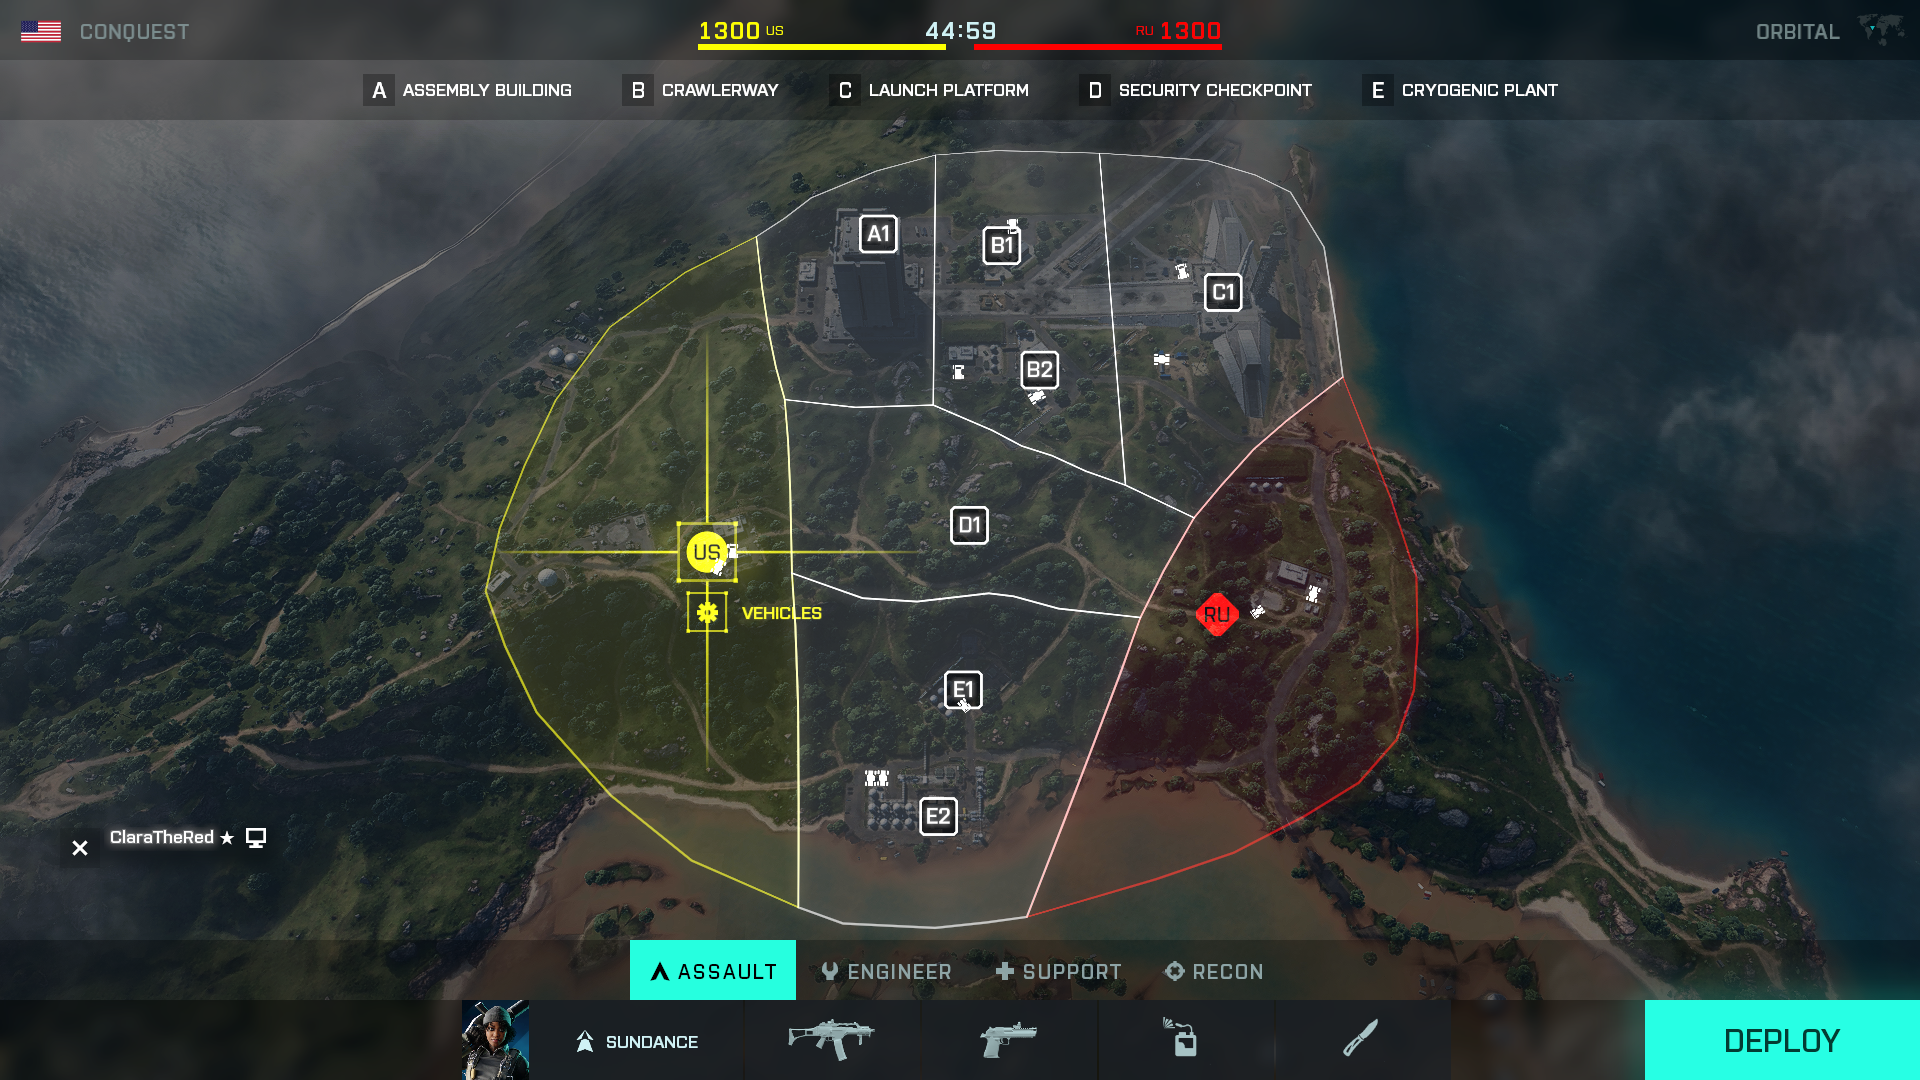 CONQUEST
1300 US
44:59
RU 1300
ORBITAL
A ASSEMBLY BUILDING
B CRAWLERWAY
C LAUNCH PLATFORM
D SECURITY CHECKPOINT
E CRYOGENIC PLANT
A1
B1
C1
B2
D1
US
VEHICLES
RU
E1
E2
ClaraTheRed
ASSAULT
ENGINEER
SUPPORT
RECON
SUNDANCE
DEPLOY